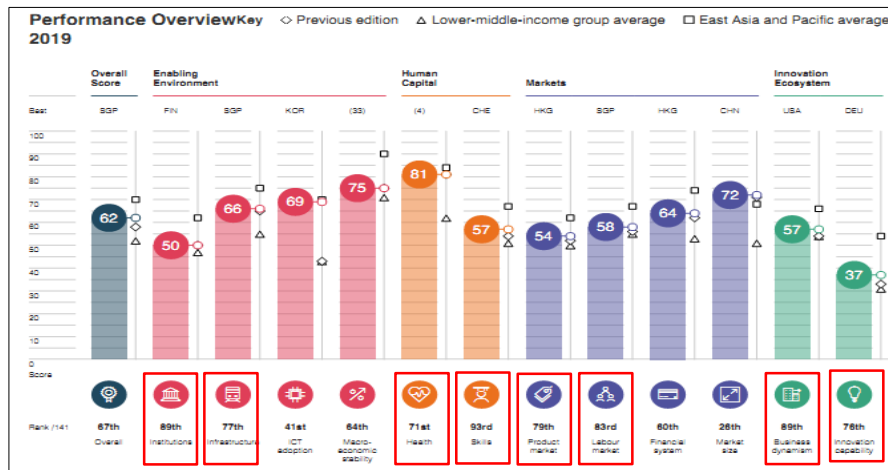 Performance Overview Key ◇ Previous edition △ Lower-middle-income group average □ East Asia and Pacific average
2019
Overall Score Enabling Environment Human Capital Markets Innovation Ecosystem
Best SGP FIN SGP KOR (33) (4) CHE HKG SGP HKG CHN USA DEU
100
90
80
70
60
50
40
30
20
10
0
62 50 66 69 75 81 57 54 58 64 72 57 37
Score
Rank /141 67th 89th 77th 41st 64th 71st 93rd 79th 83rd 60th 26th 89th 76th
Overall Institutions Infrastructure ICT adoption Macro-economic stability Health Skills Product market Labour market Financial system Market size Business dynamism Innovation capability